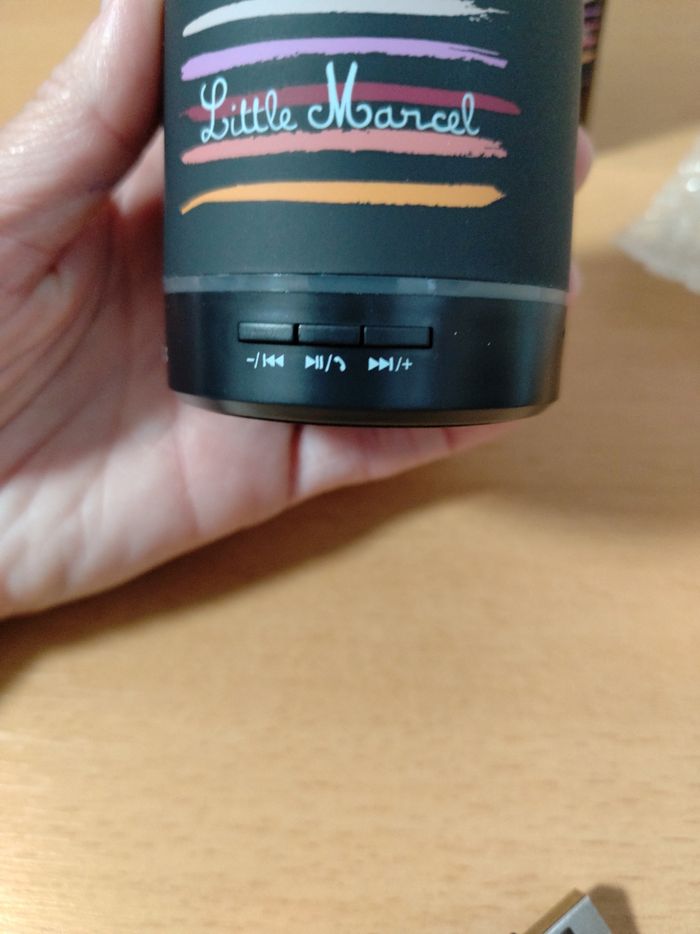 Little Marcel
-/⏮ ⏯/📞 ⏭/+